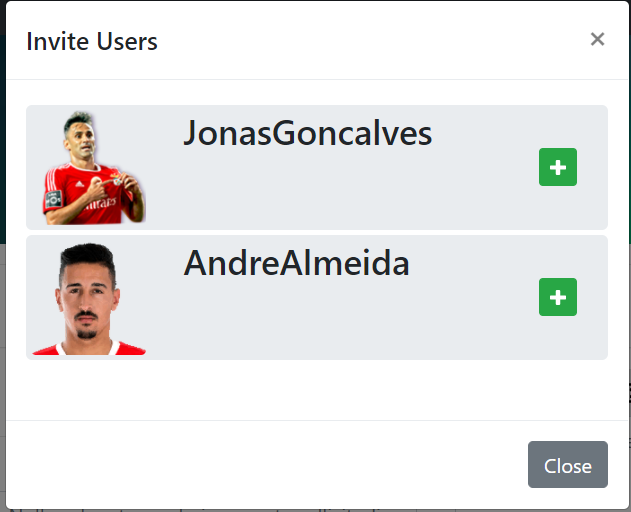 Invite Users
×
JonasGoncalves
AndreAlmeida
Close